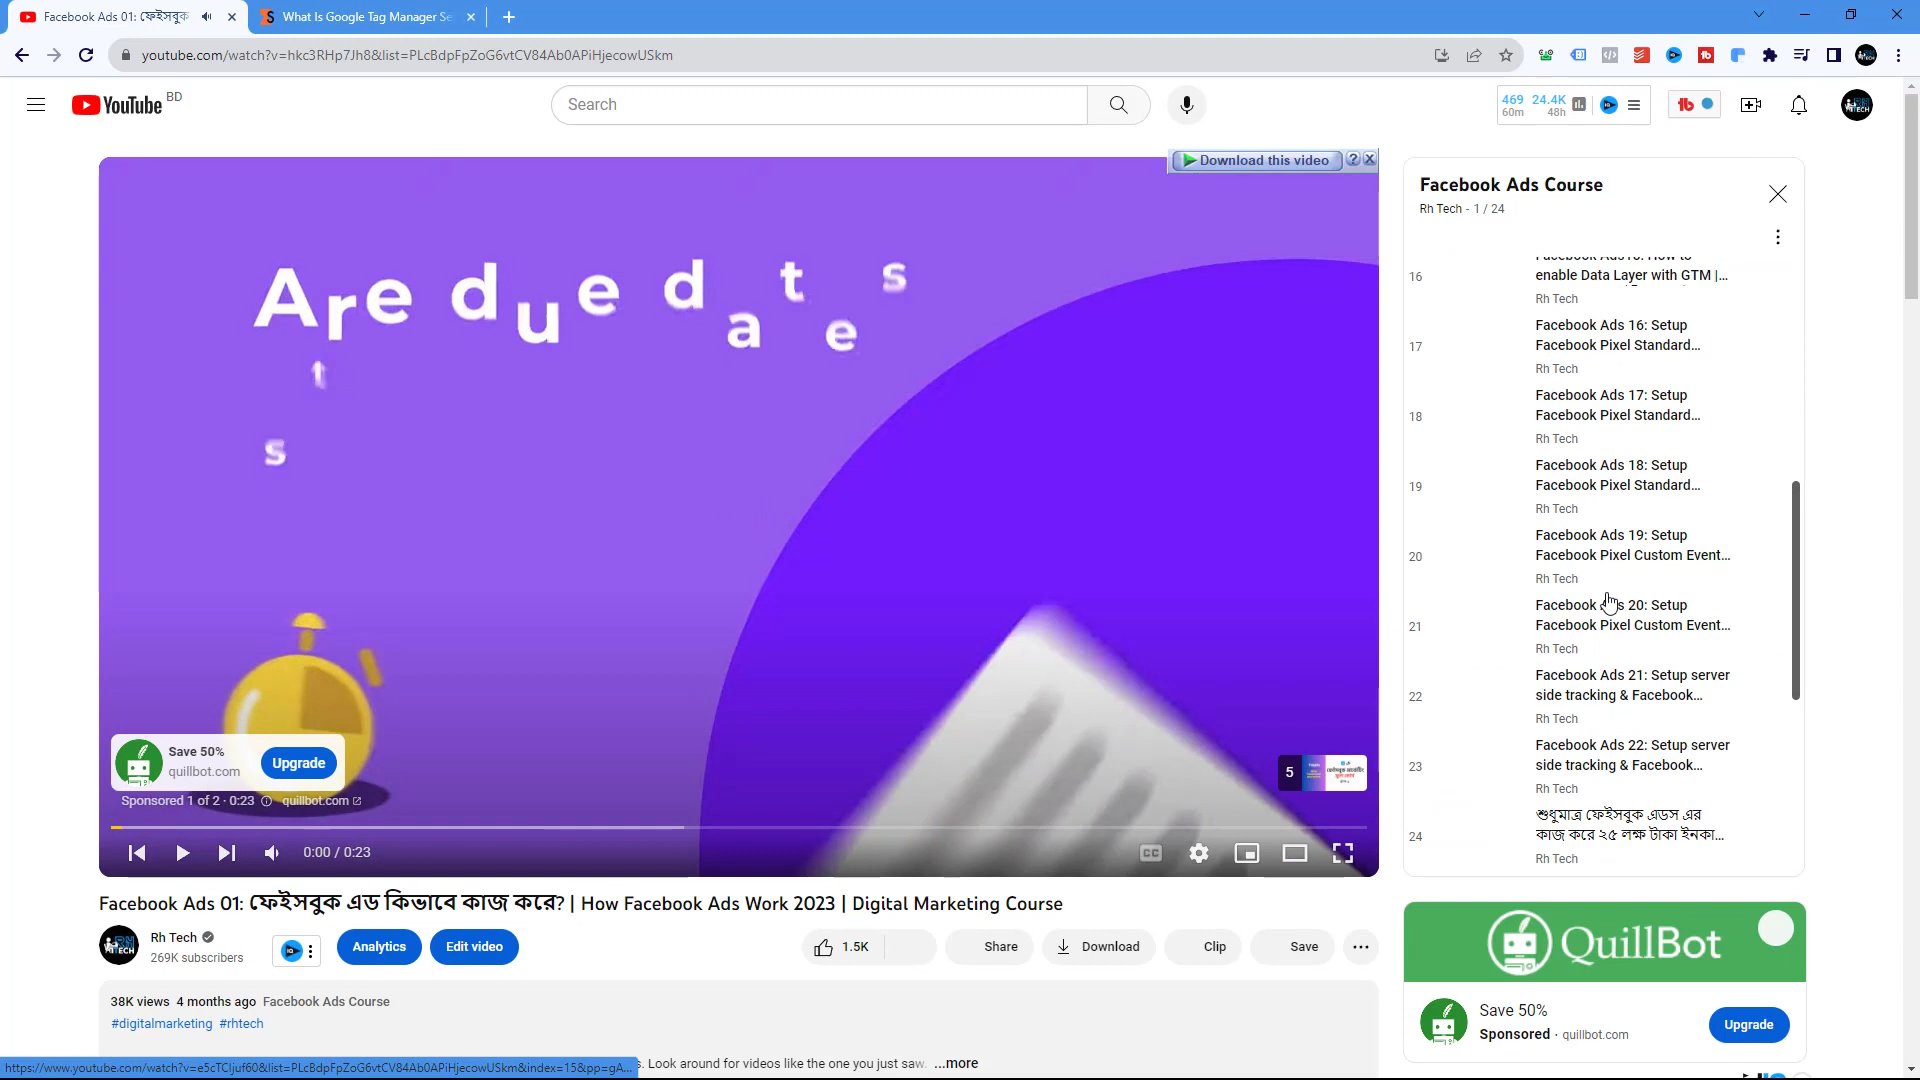 Facebook Ads 01: ফেইসবুক
What Is Google Tag Manager Se
youtube.com/watch?v=hkc3RHp7Jh8&list=PLcBdpFpZoG6vtCV84Ab0APiHjecowUSkm
YouTube BD
Search
469 24.4K
60m 48h
Download this video
Are due dates
t
s
Save 50%
quillbot.com
Upgrade
Sponsored 1 of 2 · 0:23 quillbot.com
5
0:00 / 0:23
CC
Facebook Ads 01: ফেইসবুক এড কিভাবে কাজ করে? | How Facebook Ads Work 2023 | Digital Marketing Course
Rh Tech
269K subscribers
Analytics
Edit video
1.5K
Share
Download
Clip
Save
38K views 4 months ago Facebook Ads Course
#digitalmarketing #rhtech
s. Look around for videos like the one you just saw. ...more
https://www.youtube.com/watch?v=e5cTCljuf60&list=PLcBdpFpZoG6vtCV84Ab0APiHjecowUSkm&index=15&pp=gA...
Facebook Ads Course
Rh Tech - 1 / 24
16
enable Data Layer with GTM |...
Rh Tech
17
Facebook Ads 16: Setup
Facebook Pixel Standard...
Rh Tech
18
Facebook Ads 17: Setup
Facebook Pixel Standard...
Rh Tech
19
Facebook Ads 18: Setup
Facebook Pixel Standard...
Rh Tech
20
Facebook Ads 19: Setup
Facebook Pixel Custom Event...
Rh Tech
21
Facebook Ads 20: Setup
Facebook Pixel Custom Event...
Rh Tech
22
Facebook Ads 21: Setup server
side tracking & Facebook...
Rh Tech
23
Facebook Ads 22: Setup server
side tracking & Facebook...
Rh Tech
24
শুধুমাত্র ফেইসবুক এডস এর
কাজ করে ২৫ লক্ষ টাকা ইনকা...
Rh Tech
QuillBot
Save 50%
Sponsored · quillbot.com
Upgrade